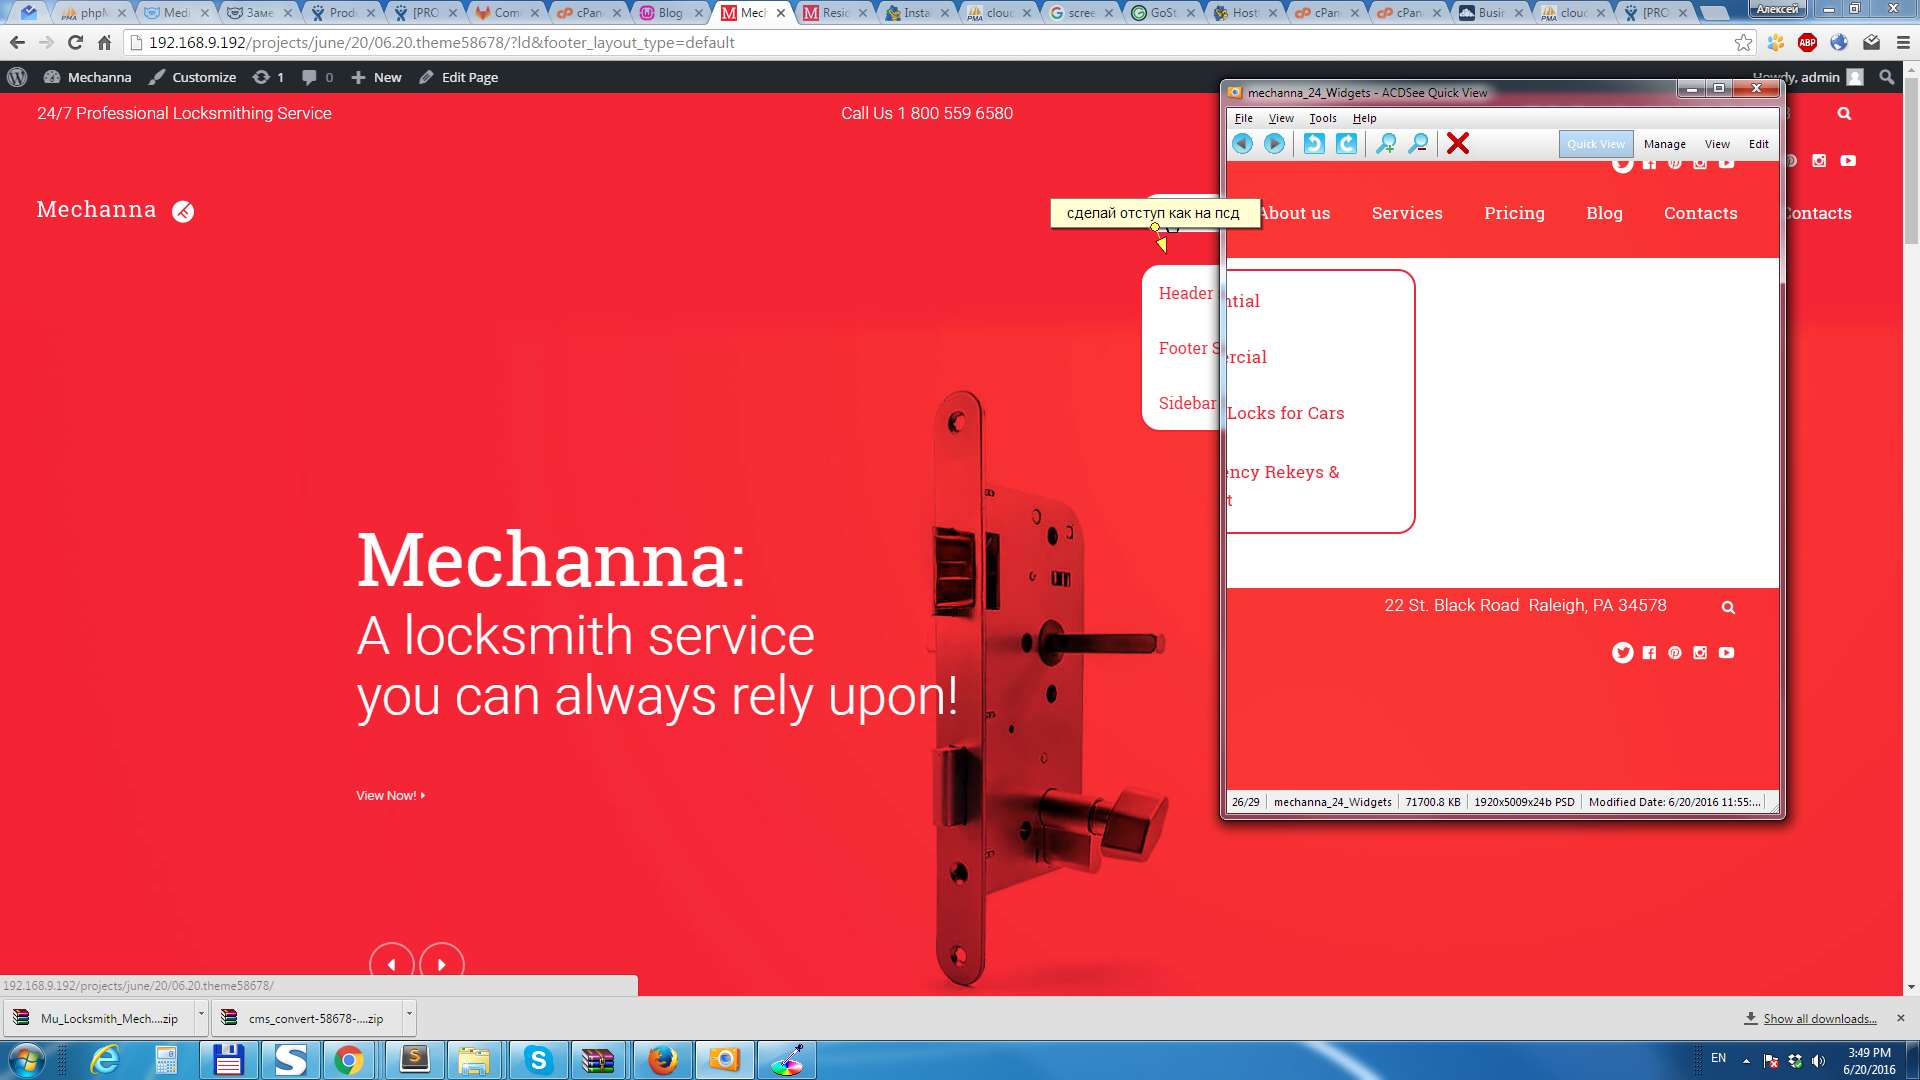 phpM
Medi
Заме
Prod
[PRO
Com
cPan
Blog
Mech
Resid
Insta
cloud
scree
GoSt
Host
cPan
cPan
Busin
cloud
[PRO
Алексей
192.168.9.192/projects/june/20/06.20.theme58678/?ld&footer_layout_type=default
ABP
Mechanna
Customize
1
0
New
Edit Page
Howdy, admin
24/7 Professional Locksmithing Service
Call Us 1 800 559 6580
Mechanna
сделай отступ как на псд
Contacts
Header
Footer S
Sidebar
mechanna_24_Widgets - ACDSee Quick View
File
View
Tools
Help
Quick View
Manage
View
Edit
About us
Services
Pricing
Blog
Contacts
ntial
ercial
Locks for Cars
ency Rekeys &
t
22 St. Black Road  Raleigh, PA 34578
26/29
mechanna_24_Widgets
71700.8 KB
1920x5009x24b PSD
Modified Date: 6/20/2016 11:55:...
Mechanna:
A locksmith service
you can always rely upon!
View Now!
192.168.9.192/projects/june/20/06.20.theme58678/
Mu_Locksmith_Mech....zip
cms_convert-58678-....zip
Show all downloads...
EN
3:49 PM
6/20/2016